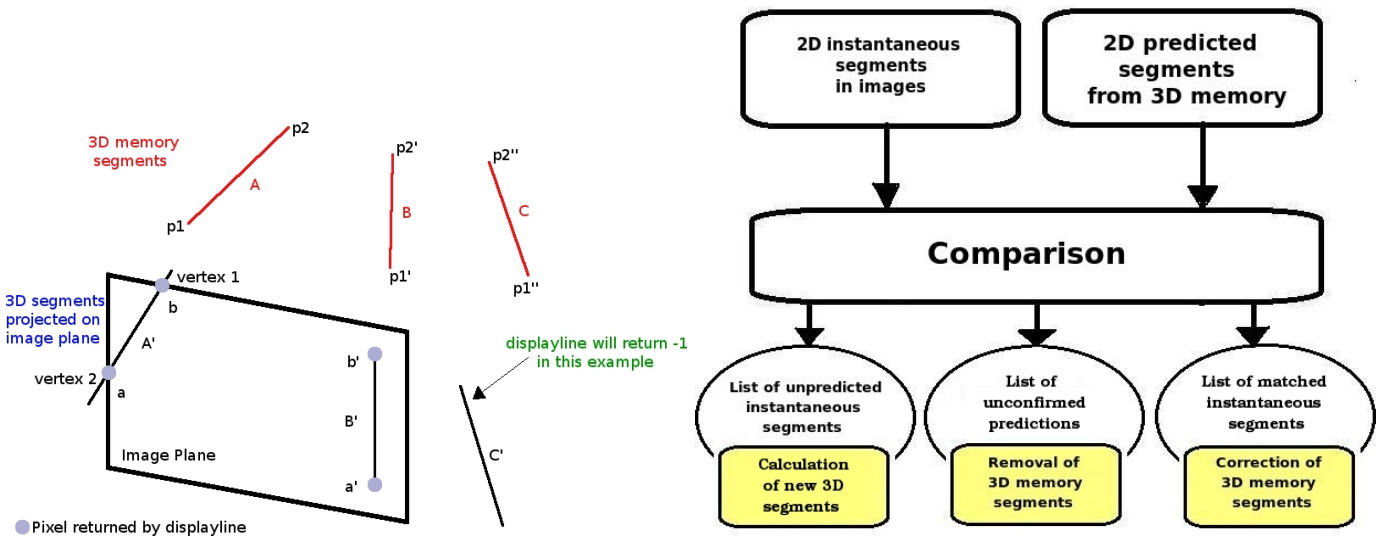 3D memory
segments
p2
A
p1
p2'
B
p1'
p2''
C
p1''
vertex 1
b
3D segments
projected on
image plane
A'
vertex 2
a
b'
B'
a'
Image Plane
displayline will return -1
in this example
C'
Pixel returned by displayline
2D instantaneous
segments
in images
2D predicted
segments
from 3D memory
Comparison
List of unpredicted
instantaneous
segments
Calculation
of new 3D
segments
List of
unconfirmed
predictions
Removal of
3D memory
segments
List of matched
instantaneous
segments
Correction of
3D memory
segments